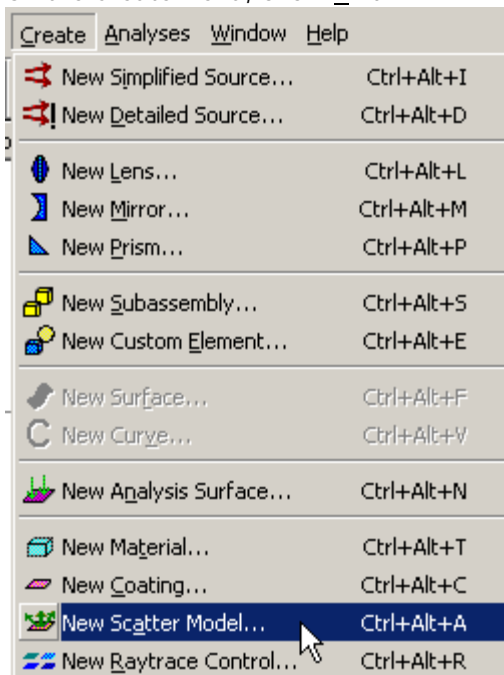 Create Analyses Window Help
New Simplified Source... Ctrl+Alt+I
New Detailed Source... Ctrl+Alt+D
New Lens... Ctrl+Alt+L
New Mirror... Ctrl+Alt+M
New Prism... Ctrl+Alt+P
New Subassembly... Ctrl+Alt+S
New Custom Element... Ctrl+Alt+E
New Surface... Ctrl+Alt+F
New Curve... Ctrl+Alt+V
New Analysis Surface... Ctrl+Alt+N
New Material... Ctrl+Alt+T
New Coating... Ctrl+Alt+C
New Scatter Model... Ctrl+Alt+A
New Raytrace Control... Ctrl+Alt+R